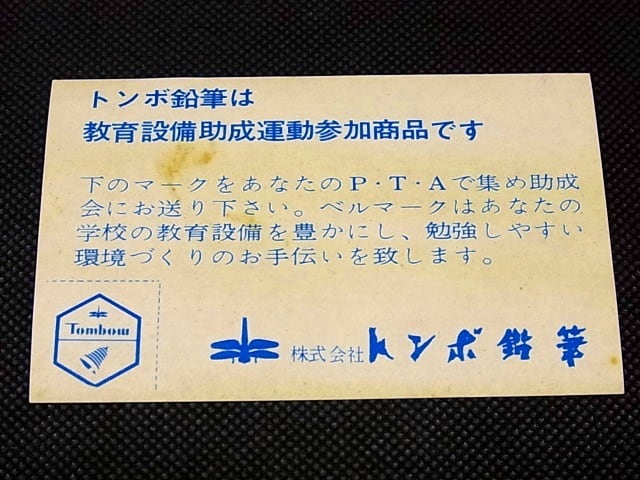 トンボ鉛筆は
教育設備助成運動参加商品です
下のマークをあなたのP・T・Aで集め助成
会にお送り下さい。ベルマークはあなたの
学校の教育設備を豊かにし、勉強しやすい
環境づくりのお手伝いを致します。
Tombow
株式会社トンボ鉛筆